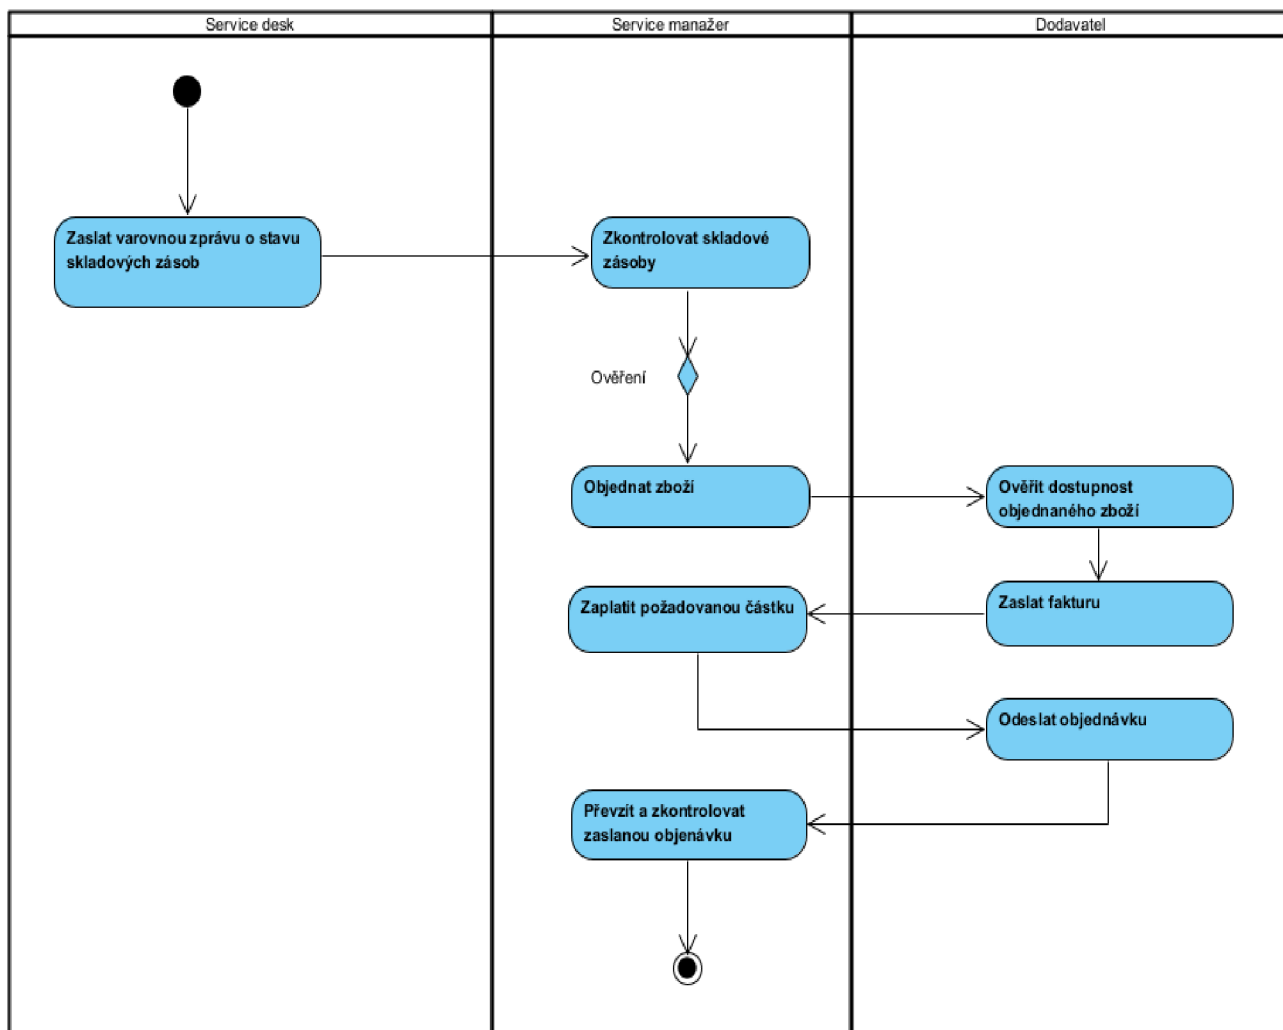 Service desk
Service manažer
Dodavatel
Zaslat varovnou zprávu o stavu
skladových zásob
Zkontrolovat skladové
zásoby
Ověření
Objednat zboží
Ověřit dostupnost
objednaného zboží
Zaslat fakturu
Zaplatit požadovanou částku
Odeslat objednávku
Převzít a zkontrolovat
zaslanou objenávku